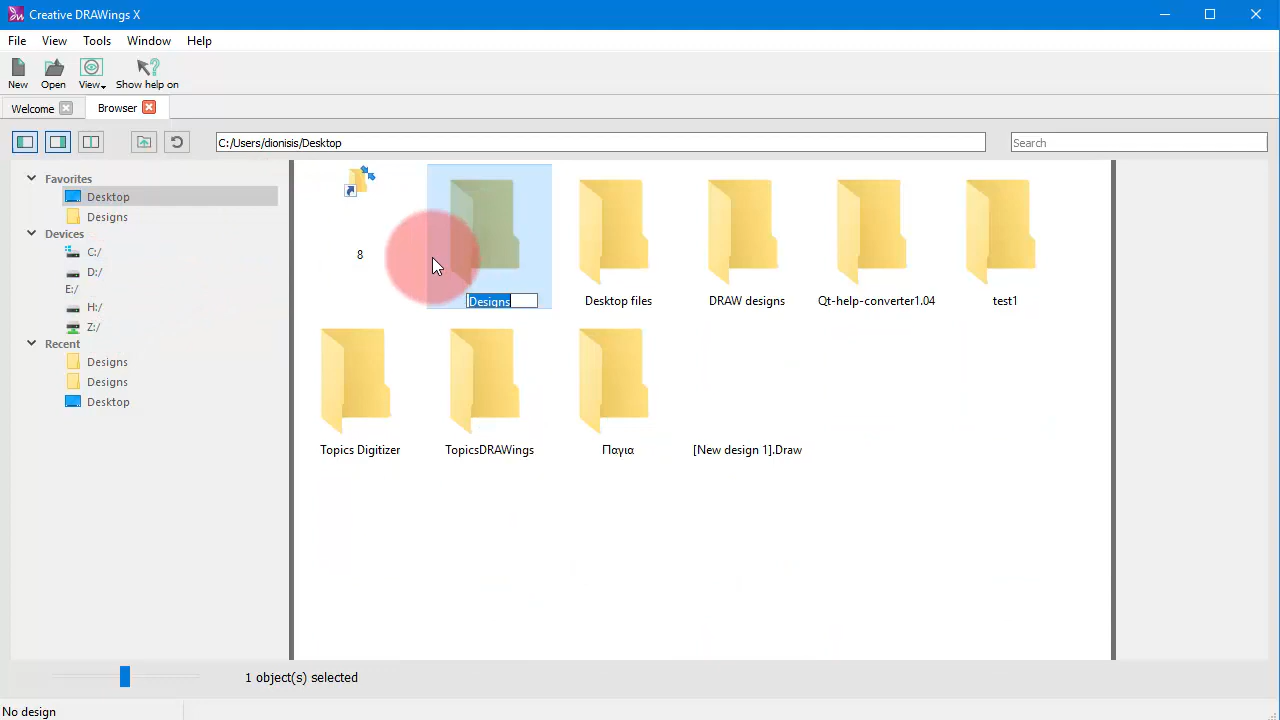 Creative DRAWings X
File View Tools Window Help
New Open View Show help on
Welcome Browser
C:/Users/dionisis/Desktop Search
Favorites
Desktop
Designs
Devices
C:/
D:/
E:/
H:/
Z:/
Recent
Designs
Designs
Desktop
8 Designs Desktop files DRAW designs Qt-help-converter1.04 test1
Topics Digitizer TopicsDRAWings Παγια [New design 1].Draw
1 object(s) selected
No design